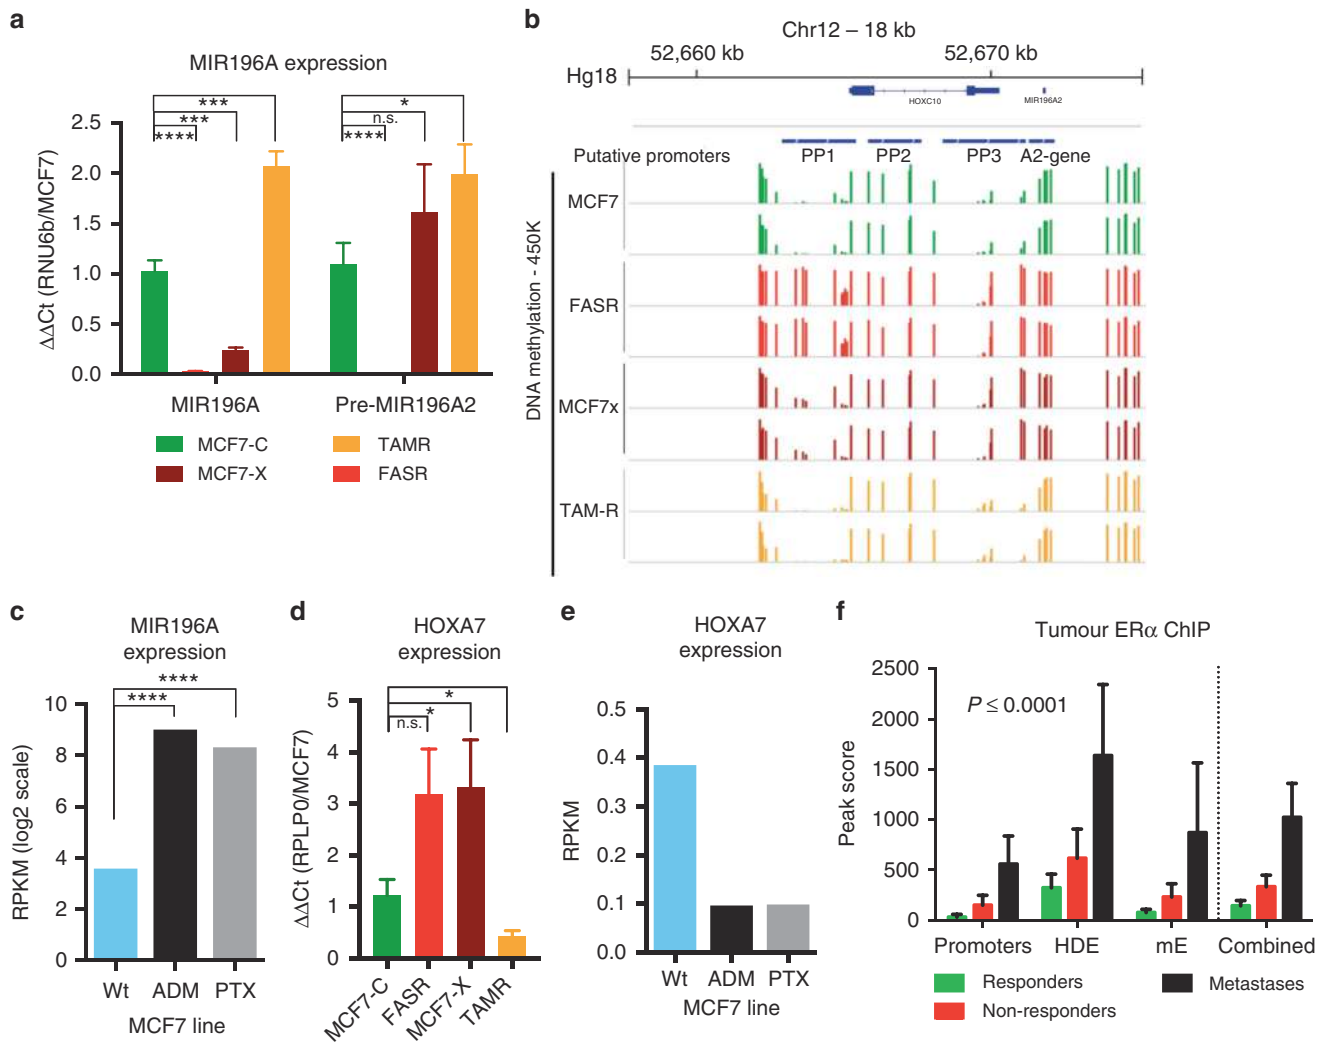 a
MIR196A expression
ΔΔCt (RNU6b/MCF7)
2.5
2.0
1.5
1.0
0.5
0.0
***
***
****
*
n.s.
****
MIR196A
Pre-MIR196A2
MCF7-C
TAMR
MCF7-X
FASR
b
Chr12 – 18 kb
52,660 kb
52,670 kb
Hg18
HOXC10
MIR196A2
Putative promoters
PP1
PP2
PP3
A2-gene
DNA methylation - 450K
MCF7
FASR
MCF7x
TAM-R
c
MIR196A
expression
****
****
RPKM (log2 scale)
10
8
6
4
2
0
Wt
ADM
PTX
MCF7 line
d
HOXA7
expression
*
*
n.s.
ΔΔCt (RPLP0/MCF7)
5
4
3
2
1
0
MCF7-C
FASR
MCF7-X
TAMR
e
HOXA7
expression
RPKM
0.5
0.4
0.3
0.2
0.1
0.0
Wt
ADM
PTX
MCF7 line
f
Tumour ERα ChIP
P ≤ 0.0001
Peak score
2500
2000
1500
1000
500
0
Promoters
HDE
mE
Combined
Responders
Metastases
Non-responders